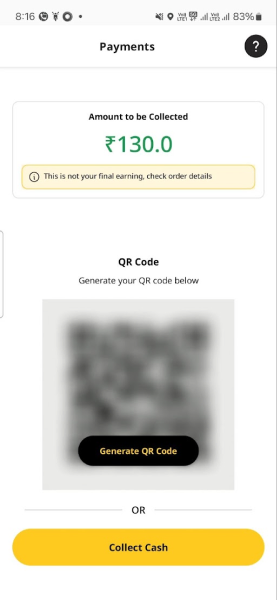 8:16 83%
Payments
?
Amount to be Collected
₹130.0
This is not your final earning, check order details
QR Code
Generate your QR code below
Generate QR Code
OR
Collect Cash